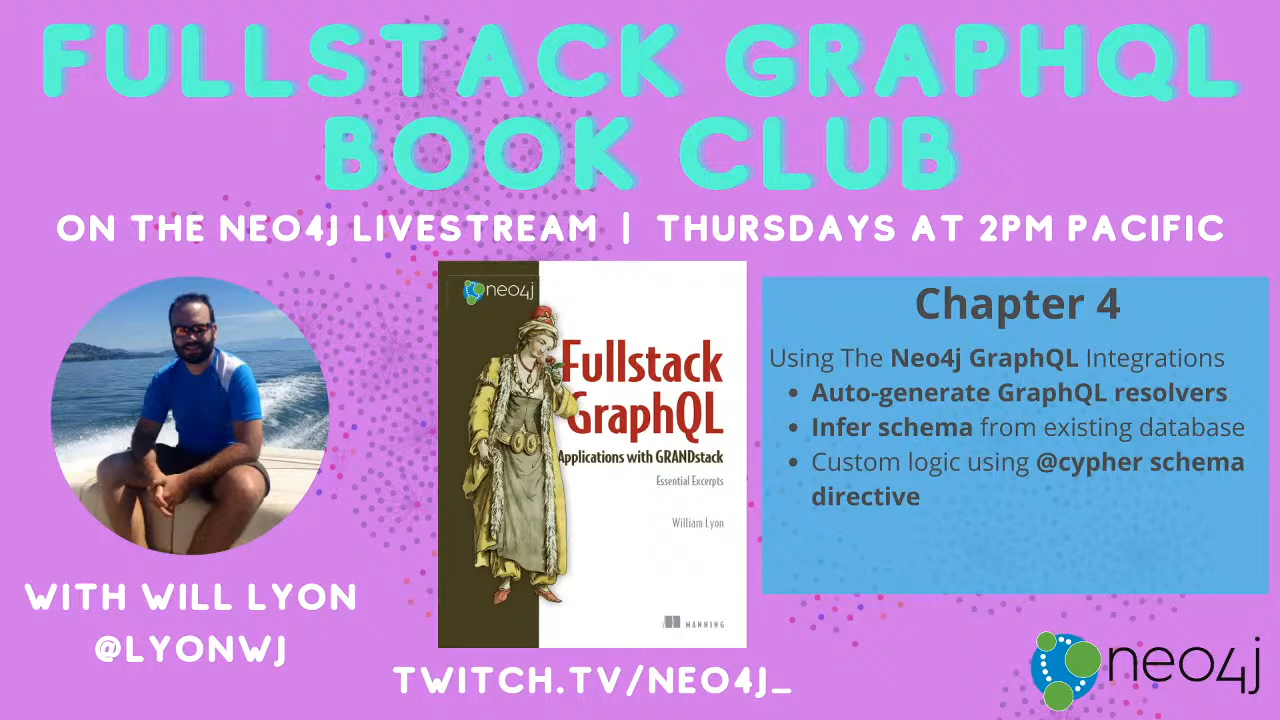 FULLSTACK GRAPHQL
BOOK CLUB
ON THE NEO4J LIVESTREAM | THURSDAYS AT 2PM PACIFIC
neo4j
Fullstack
GraphQL
Applications with GRANDstack
Essential Excerpts
William Lyon
MANNING
Chapter 4
Using The Neo4j GraphQL Integrations
• Auto-generate GraphQL resolvers
• Infer schema from existing database
• Custom logic using @cypher schema
directive
WITH WILL LYON
@LYONWJ
TWITCH.TV/NEO4J_
neo4j